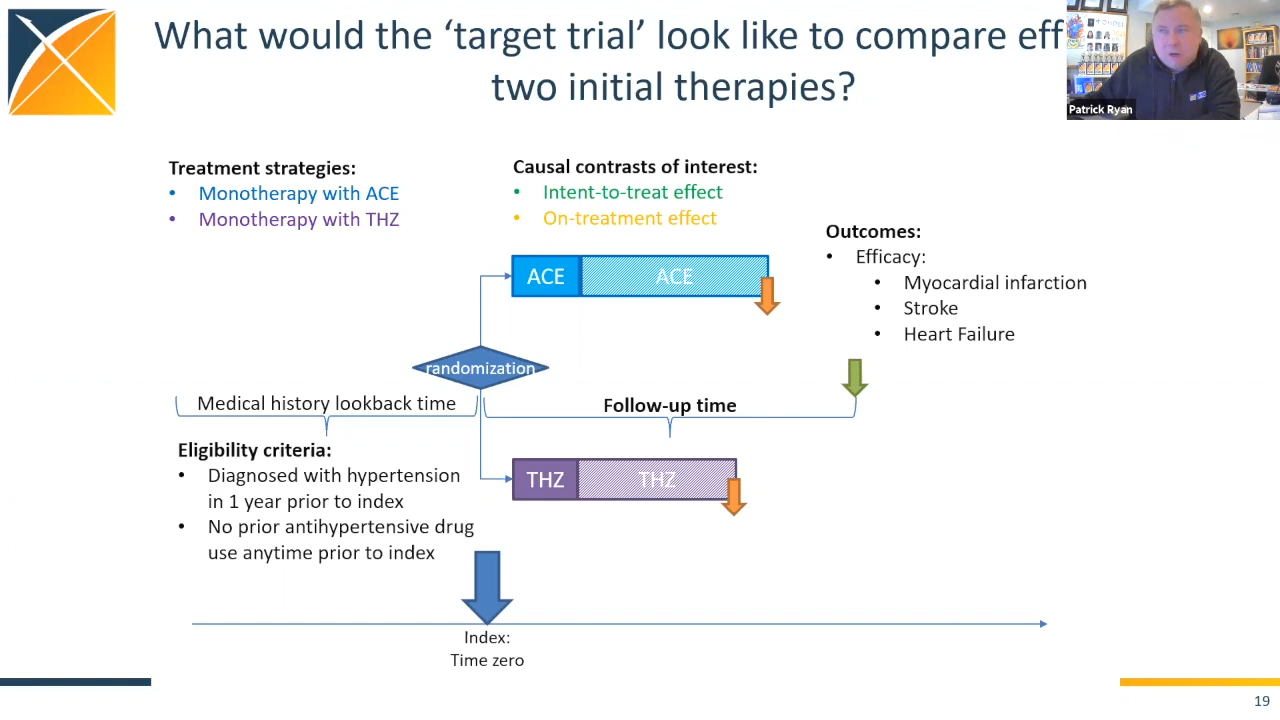 What would the ‘target trial’ look like to compare eff
two initial therapies?
Patrick Ryan
Treatment strategies:
• Monotherapy with ACE
• Monotherapy with THZ
Causal contrasts of interest:
• Intent-to-treat effect
• On-treatment effect
Outcomes:
• Efficacy:
• Myocardial infarction
• Stroke
• Heart Failure
ACE
ACE
randomization
Medical history lookback time
Follow-up time
Eligibility criteria:
• Diagnosed with hypertension
in 1 year prior to index
• No prior antihypertensive drug
use anytime prior to index
THZ
THZ
Index:
Time zero
19